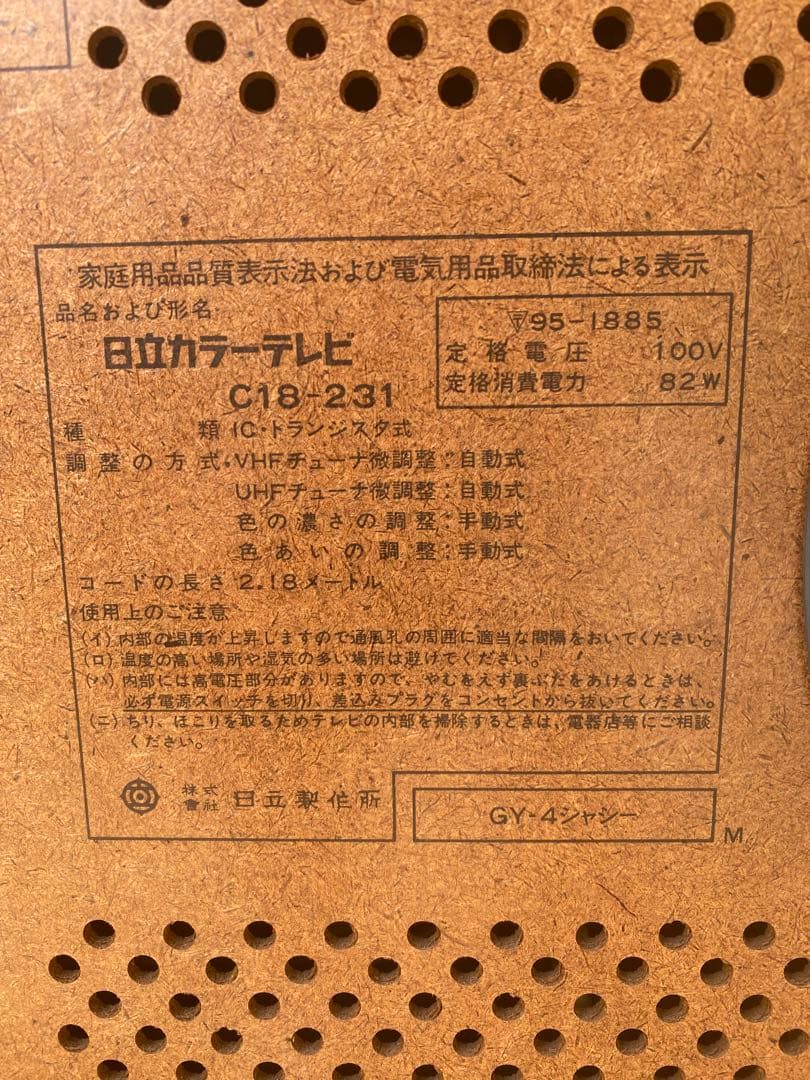 家庭用品品質表示法および電気用品取締法による表示
品名および形名
日立カラーテレビ
C18-231
〒95-1885
定格電圧 100V
定格消費電力 82W
種類 IC・トランジスタ式
調整の方式・VHFチューナ微調整:自動式
UHFチューナ微調整:自動式
色の濃さの調整:手動式
色あいの調整:手動式
コードの長さ 2.18メートル
使用上のご注意
(イ)内部の温度が上昇しますので通風孔の周囲に適当な間隔をおいてください。
(ロ)温度の高い場所や湿気の多い場所は避けてください。
(ハ)内部には高電圧部分がありますので、やむをえず裏ぶたをあけるときは、
必ず電源スイッチを切り、差込みプラグをコンセントから抜いてください。
(ニ)ちり、ほこりを取るためテレビの内部を掃除するときは、電器店等にご相談
ください。
株式會社 日立製作所
GY-4シャシー
M